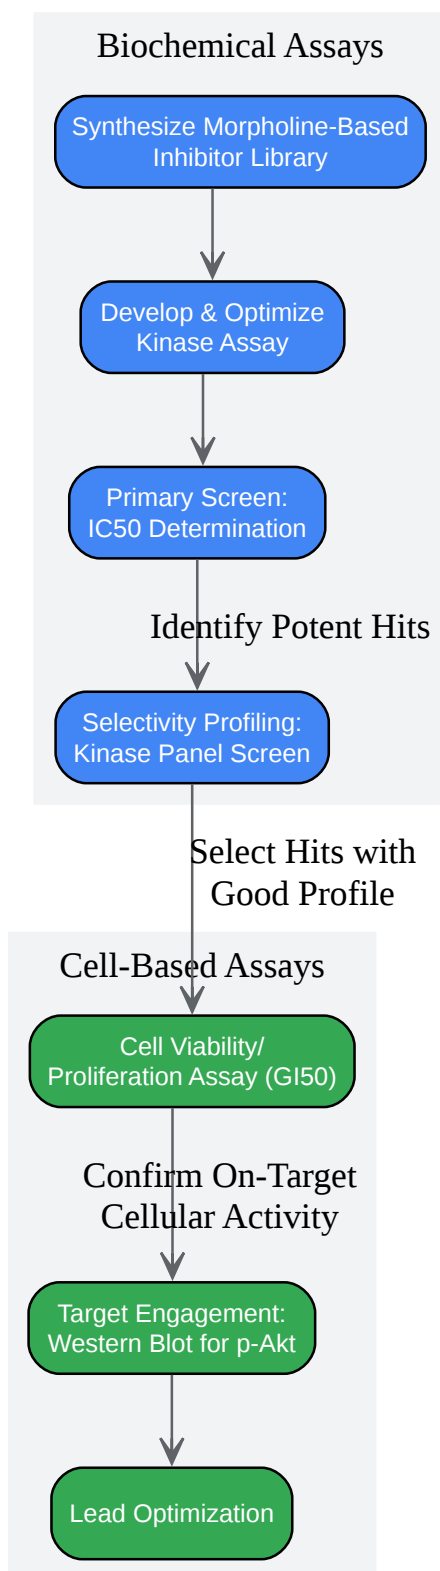 Biochemical Assays
Synthesize Morpholine-Based
Inhibitor Library
Develop & Optimize
Kinase Assay
Primary Screen:
IC50 Determination
Identify Potent Hits
Selectivity Profiling:
Kinase Panel Screen
Select Hits with
Good Profile
Cell-Based Assays
Cell Viability/
Proliferation Assay (GI50)
Confirm On-Target
Cellular Activity
Target Engagement:
Western Blot for p-Akt
Lead Optimization